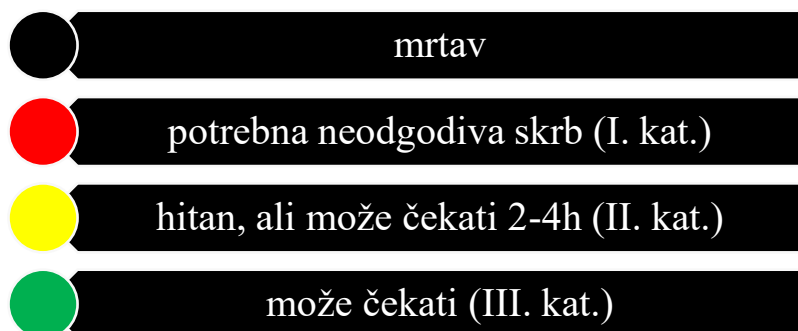 mrtav
potrebna neodgodiva skrb (I. kat.)
hitan, ali može čekati 2-4h (II. kat.)
može čekati (III. kat.)